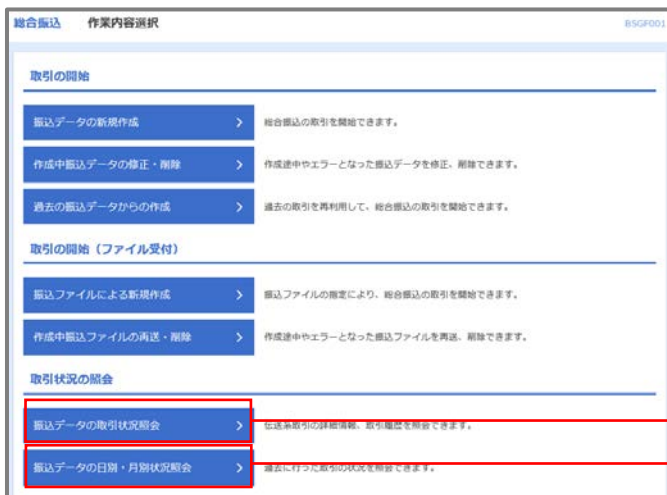 総合振込 作業内容選択 BSGF001
取引の開始
振込データの新規作成 総合振込の取引を開始できます。
作成中振込データの修正・削除 作成途中やエラーとなった振込データを修正、削除できます。
過去の振込データからの作成 過去の取引を再利用して、総合振込の取引を開始できます。
取引の開始（ファイル受付）
振込ファイルによる新規作成 振込ファイルの指定により、総合振込の取引を開始できます。
作成中振込ファイルの再送・削除 作成途中やエラーとなった振込ファイルを再送、削除できます。
取引状況の照会
振込データの取引状況照会 伝送系取引の詳細情報、取引履歴を照会できます。
振込データの日別・月別状況照会 過去に行った取引の状況を照会できます。